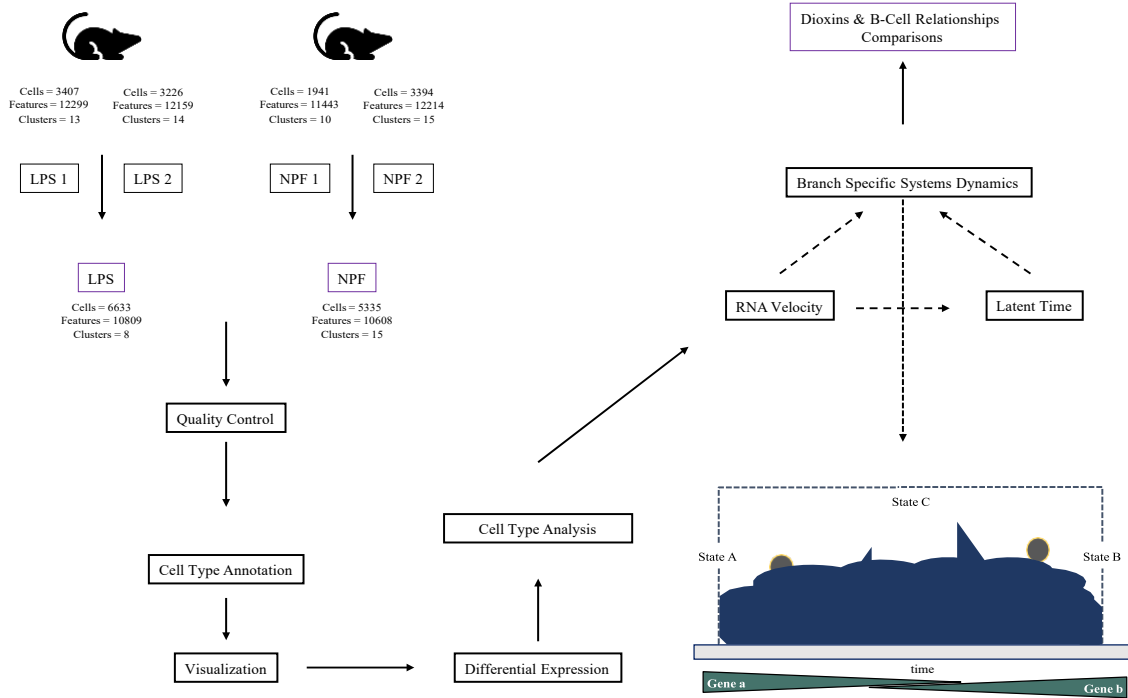 Cells = 3407
Features = 12299
Clusters = 13
Cells = 3226
Features = 12159
Clusters = 14
Cells = 1941
Features = 11443
Clusters = 10
Cells = 3394
Features = 12214
Clusters = 15
LPS 1
LPS 2
NPF 1
NPF 2
LPS
Cells = 6633
Features = 10809
Clusters = 8
NPF
Cells = 5335
Features = 10608
Clusters = 15
Quality Control
Cell Type Annotation
Visualization
Differential Expression
Cell Type Analysis
RNA Velocity
Latent Time
Branch Specific Systems Dynamics
Dioxins & B-Cell Relationships
Comparisons
State C
State A
State B
time
Gene a
Gene b